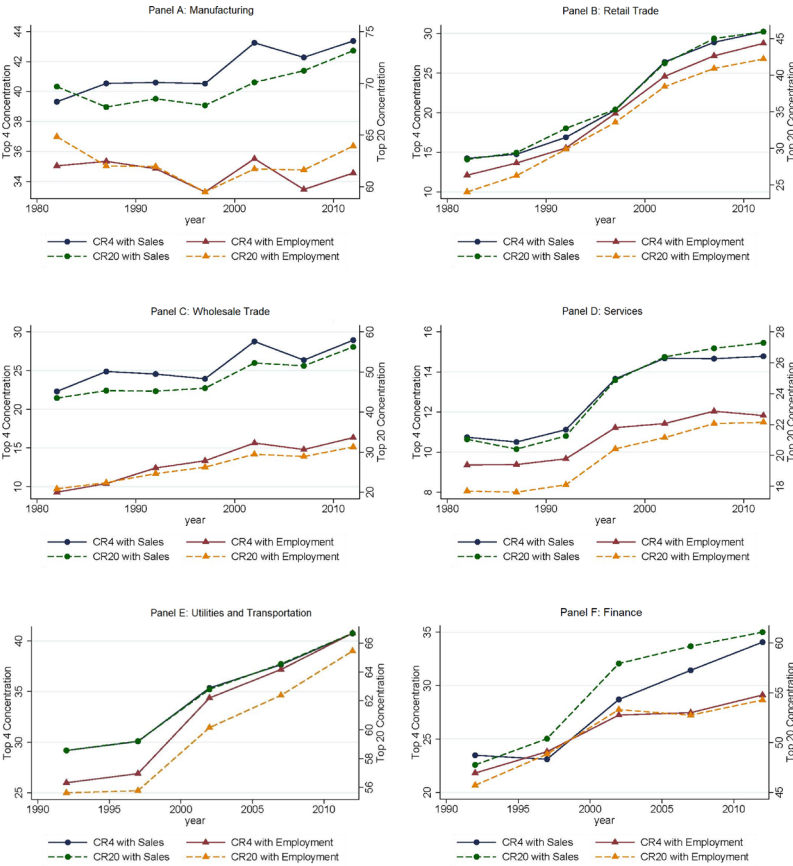 Panel A: Manufacturing
Top 4 Concentration
44
42
40
38
36
34
75
70
65
60
Top 20 Concentration
1980 1990 2000 2010
year
CR4 with Sales CR4 with Employment
CR20 with Sales CR20 with Employment
Panel B: Retail Trade
Top 4 Concentration
30
25
20
15
10
45
40
35
30
25
Top 20 Concentration
1980 1990 2000 2010
year
CR4 with Sales CR4 with Employment
CR20 with Sales CR20 with Employment
Panel C: Wholesale Trade
Top 4 Concentration
30
25
20
15
10
60
50
40
30
20
Top 20 Concentration
1980 1990 2000 2010
year
CR4 with Sales CR4 with Employment
CR20 with Sales CR20 with Employment
Panel D: Services
Top 4 Concentration
16
14
12
10
8
28
26
24
22
20
18
Top 20 Concentration
1980 1990 2000 2010
year
CR4 with Sales CR4 with Employment
CR20 with Sales CR20 with Employment
Panel E: Utilities and Transportation
Top 4 Concentration
40
35
30
25
66
64
62
60
58
56
Top 20 Concentration
1990 1995 2000 2005 2010
year
CR4 with Sales CR4 with Employment
CR20 with Sales CR20 with Employment
Panel F: Finance
Top 4 Concentration
35
30
25
20
60
55
50
45
Top 20 Concentration
1990 1995 2000 2005 2010
year
CR4 with Sales CR4 with Employment
CR20 with Sales CR20 with Employment